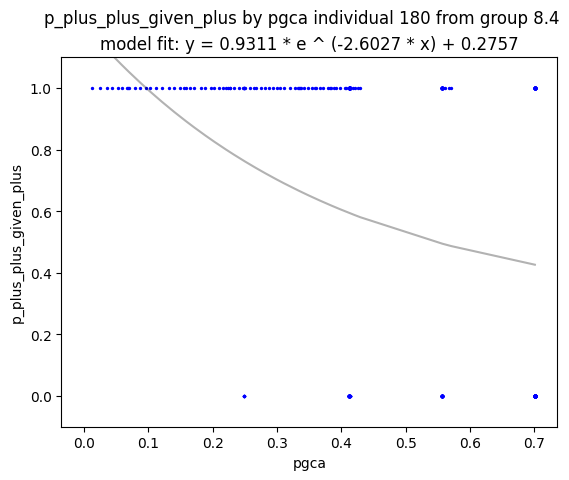 p_plus_plus_given_plus by pgca individual 180 from group 8.4
model fit: y = 0.9311 * e ^ (-2.6027 * x) + 0.2757
1.0
0.8
0.6
0.4
0.2
0.0
p_plus_plus_given_plus
0.0 0.1 0.2 0.3 0.4 0.5 0.6 0.7
pgca